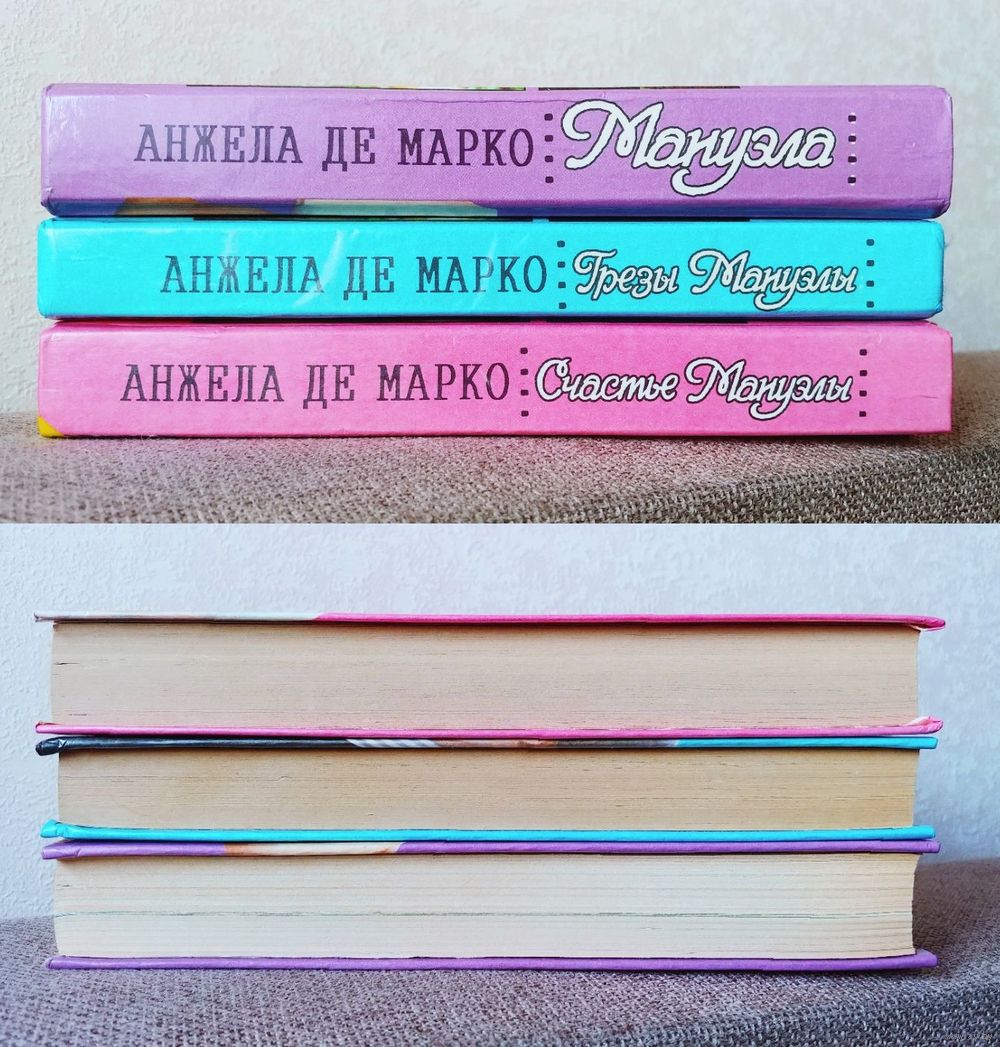 АНЖЕЛА ДЕ МАРКО Мануэла
АНЖЕЛА ДЕ МАРКО Грезы Мануэлы
АНЖЕЛА ДЕ МАРКО Счастье Мануэлы